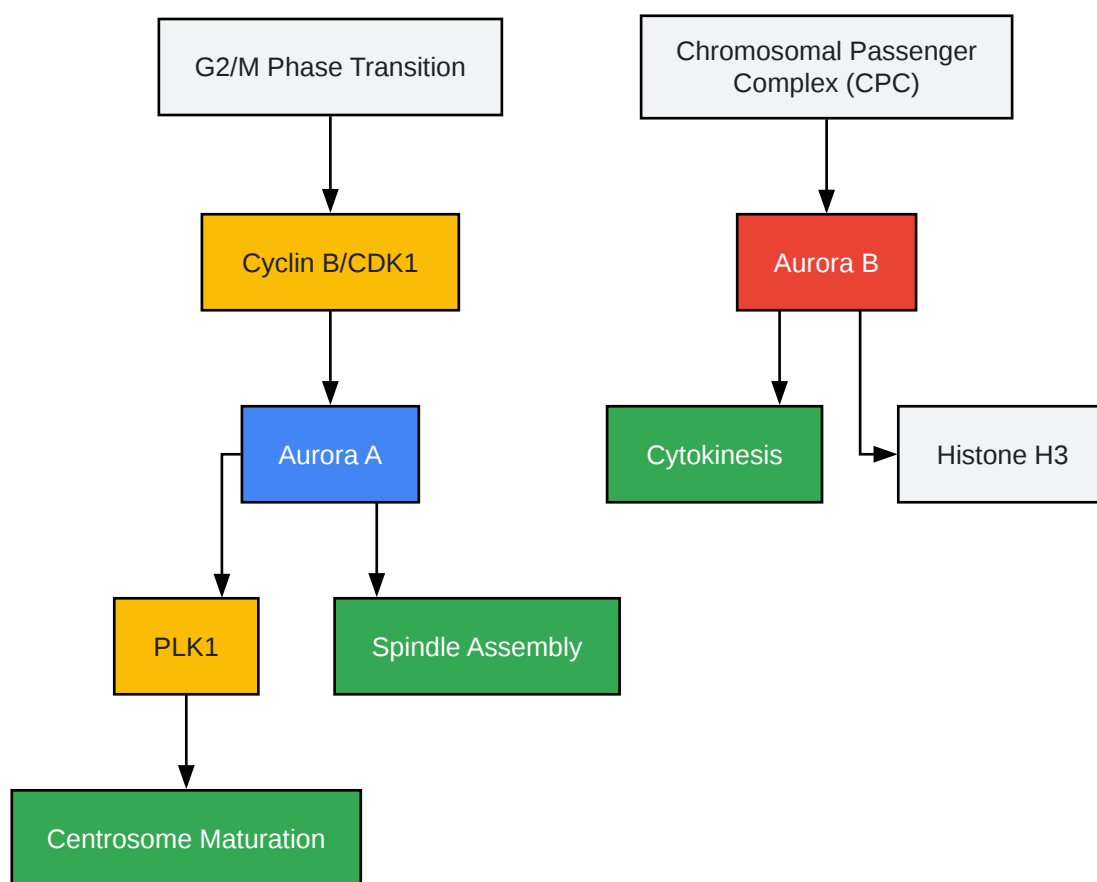 G2/M Phase Transition
Chromosomal Passenger
Complex (CPC)
Cyclin B/CDK1
Aurora B
Aurora A
Cytokinesis
Histone H3
PLK1
Spindle Assembly
Centrosome Maturation